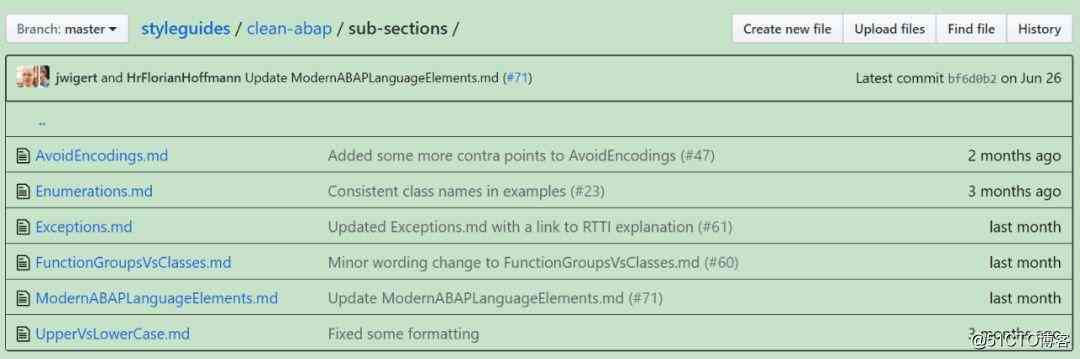 Branch: master styleguides / clean-abap / sub-sections / Create new file Upload files Find file History
jwigert and HrFlorianHoffmann Update ModernABAPLanguageElements.md (#71) Latest commit bf6d0b2 on Jun 26
..
AvoidEncodings.md Added some more contra points to AvoidEncodings (#47) 2 months ago
Enumerations.md Consistent class names in examples (#23) 3 months ago
Exceptions.md Updated Exceptions.md with a link to RTTI explanation (#61) last month
FunctionGroupsVsClasses.md Minor wording change to FunctionGroupsVsClasses.md (#60) last month
ModernABAPLanguageElements.md Update ModernABAPLanguageElements.md (#71) last month
UpperVsLowerCase.md Fixed some formatting 3 months ago
@51CTO博客